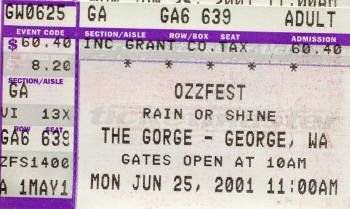 GW0625 GA GA6 639 ADULT
EVENT CODE SECTION/AISLE ROW/BOX SEAT ADMISSION
$ 60.40 INC GRANT CO.TAX 60.40
$ 8.20 * * * * * *
SECTION/AISLE
GA OZZFEST
VI 13X RAIN OR SHINE
ROW SEAT
GA6 639 THE GORGE - GEORGE, WA
ZFS1400 GATES OPEN AT 10AM
A 1MAY1 MON JUN 25, 2001 11:00AM